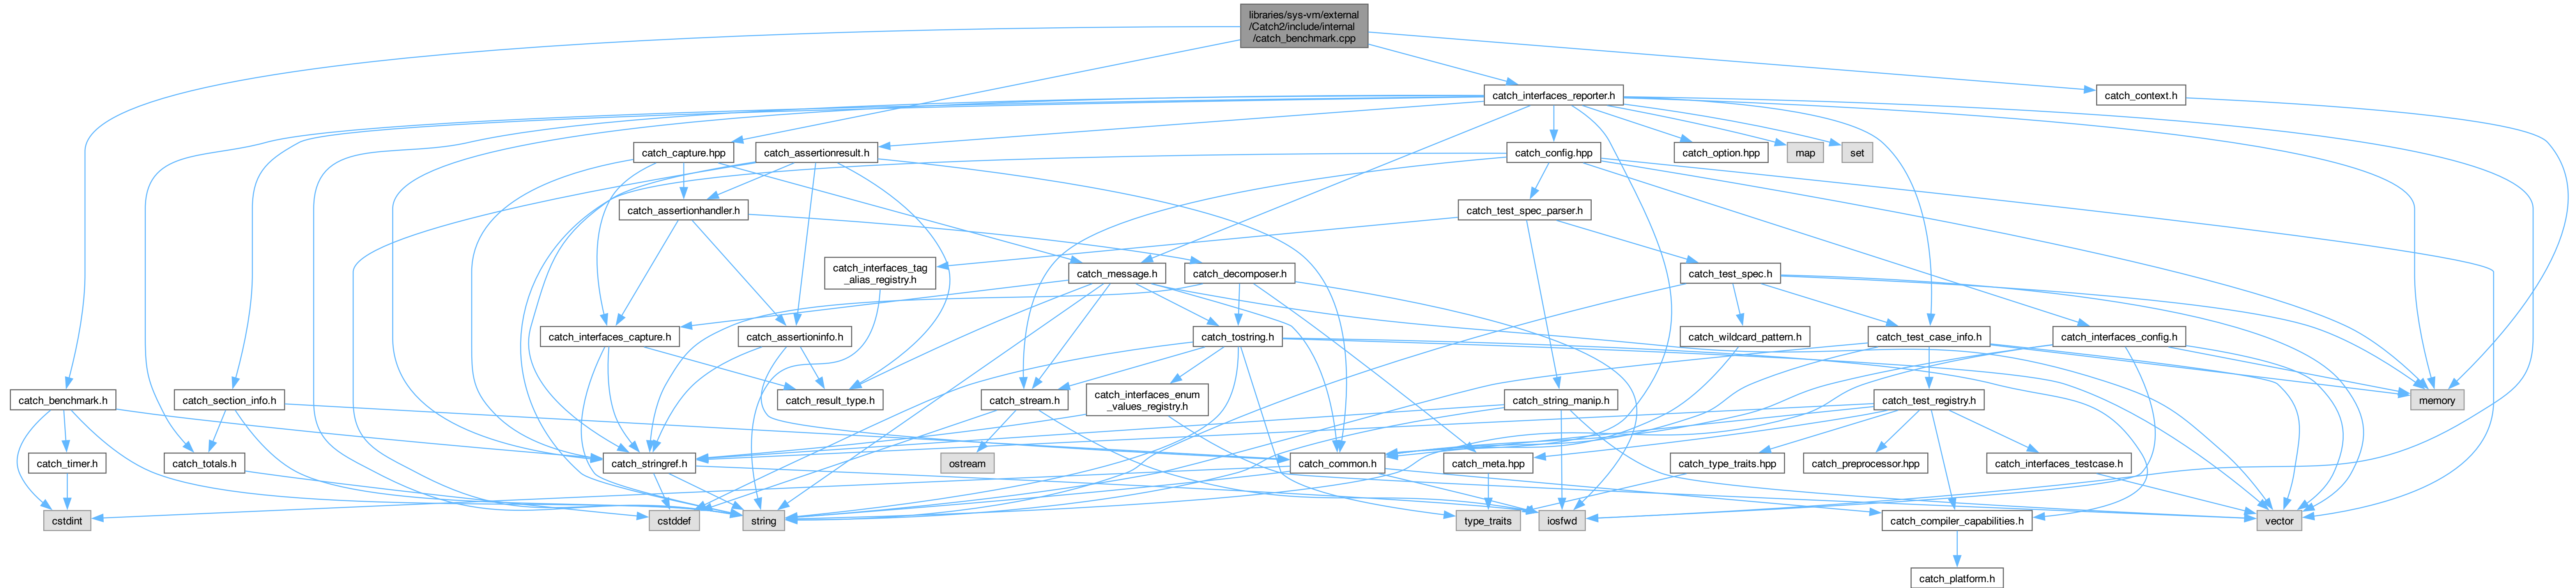 libraries/sys-vm/external
/Catch2/include/internal
/catch_benchmark.cpp
catch_interfaces_reporter.h
catch_context.h
catch_capture.hpp
catch_assertionresult.h
catch_config.hpp
catch_option.hpp
map
set
catch_assertionhandler.h
catch_test_spec_parser.h
catch_interfaces_tag
_alias_registry.h
catch_message.h
catch_decomposer.h
catch_test_spec.h
catch_interfaces_capture.h
catch_assertioninfo.h
catch_tostring.h
catch_wildcard_pattern.h
catch_test_case_info.h
catch_interfaces_config.h
catch_benchmark.h
catch_section_info.h
catch_result_type.h
catch_stream.h
catch_interfaces_enum
_values_registry.h
catch_string_manip.h
catch_test_registry.h
memory
catch_timer.h
catch_totals.h
catch_stringref.h
ostream
catch_common.h
catch_meta.hpp
catch_type_traits.hpp
catch_preprocessor.hpp
catch_interfaces_testcase.h
cstdint
cstddef
string
type_traits
iosfwd
catch_compiler_capabilities.h
vector
catch_platform.h